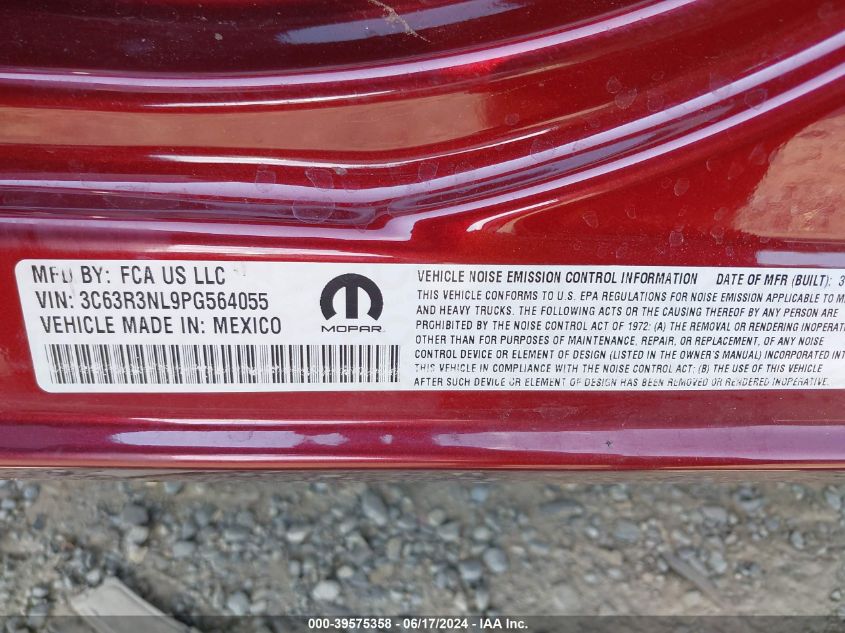 MFD BY: FCA US LLC
VIN: 3C63R3NL9PG564055
VEHICLE MADE IN: MEXICO
MOPAR
VEHICLE NOISE EMISSION CONTROL INFORMATION DATE OF MFR (BUILT): 3
THIS VEHICLE CONFORMS TO U.S. EPA REGULATIONS FOR NOISE EMISSION APPLICABLE TO M
AND HEAVY TRUCKS. THE FOLLOWING ACTS OR THE CAUSING THEREOF BY ANY PERSON ARE
PROHIBITED BY THE NOISE CONTROL ACT OF 1972: (A) THE REMOVAL OR RENDERING INOPERAT
OTHER THAN FOR PURPOSES OF MAINTENANCE, REPAIR, OR REPLACEMENT, OF ANY NOISE
CONTROL DEVICE OR ELEMENT OF DESIGN (LISTED IN THE OWNER'S MANUAL) INCORPORATED INT
THIS VEHICLE IN COMPLIANCE WITH THE NOISE CONTROL ACT: (B) THE USE OF THIS VEHICLE
AFTER SUCH DEVICE OR ELEMENT OF DESIGN HAS BEEN REMOVED OR RENDERED INOPERATIVE.
000-39575358 - 06/17/2024 - © IAA, Inc.